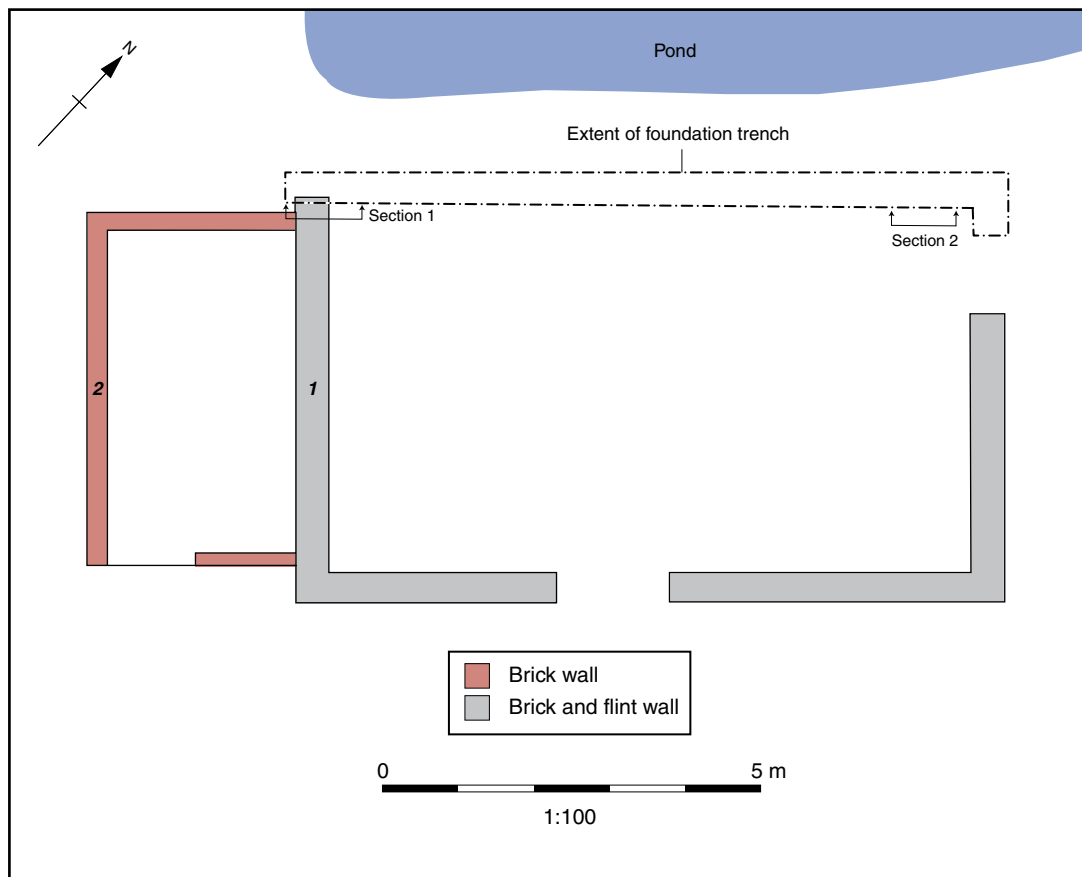 Pond
N
Extent of foundation trench
Section 1
Section 2
2
1
Brick wall
Brick and flint wall
0 5 m
1:100